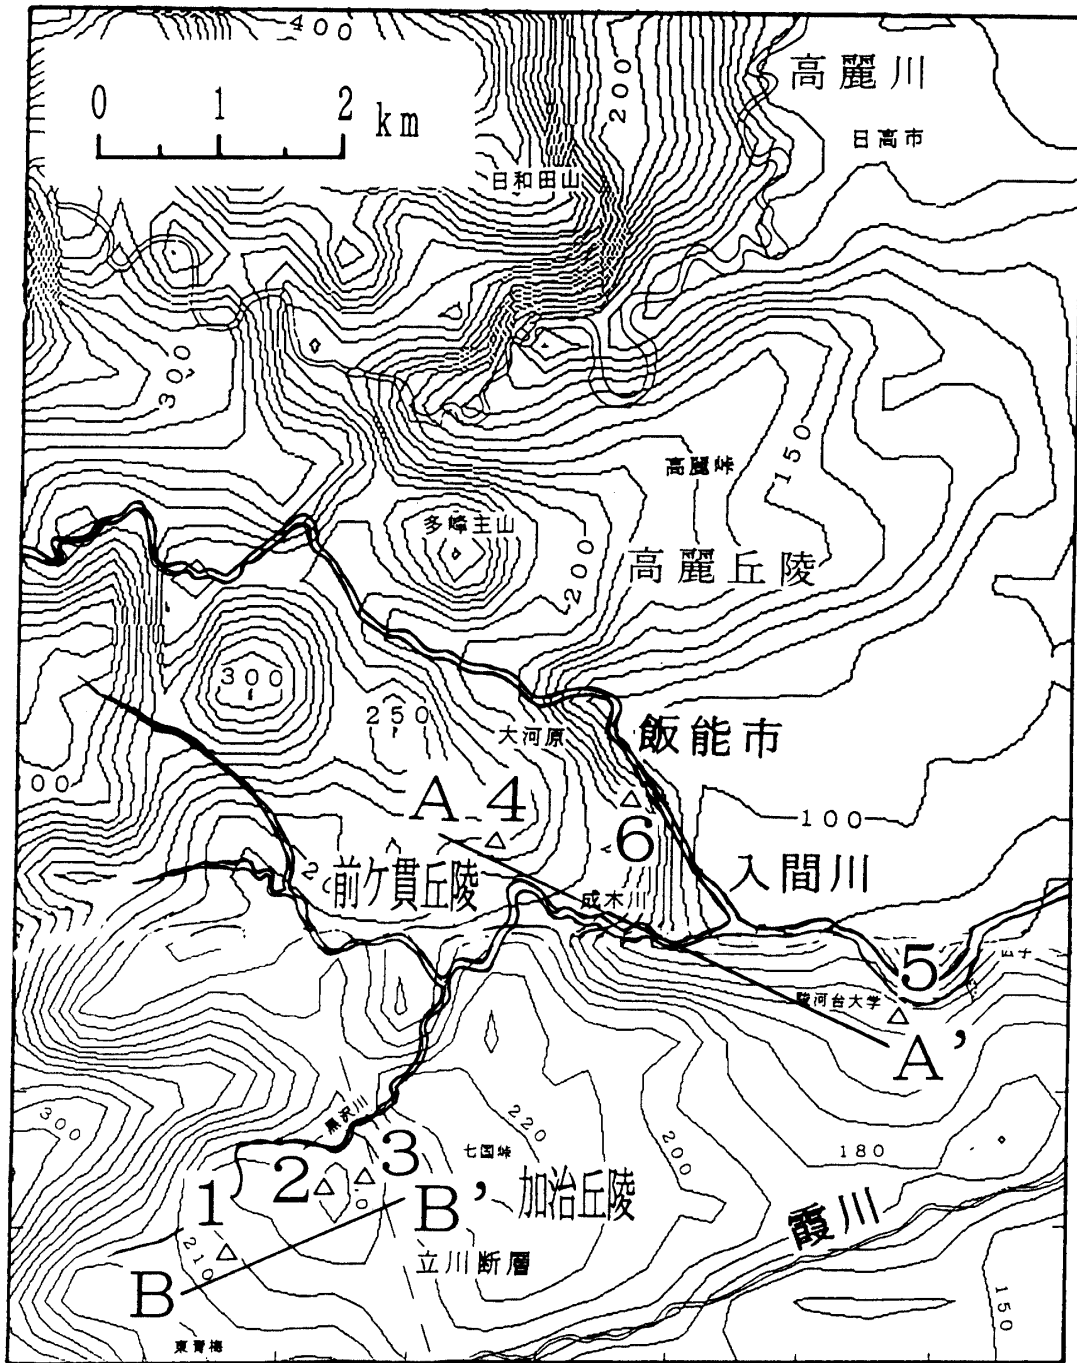 400
0 1 2 km
200
高麗川
日高市
日和田山
300
高麗峠
150
多峰主山
200
高麗丘陵
300
250
大河原
飯能市
00
A
4
6
100
入間川
前ケ貫丘陵
成木川
5
駿河台大学
A'
300
黒沢川
220
200
180
2
3
七国峠
1
B'
加治丘陵
霞川
210
立川断層
B
150
東青梅